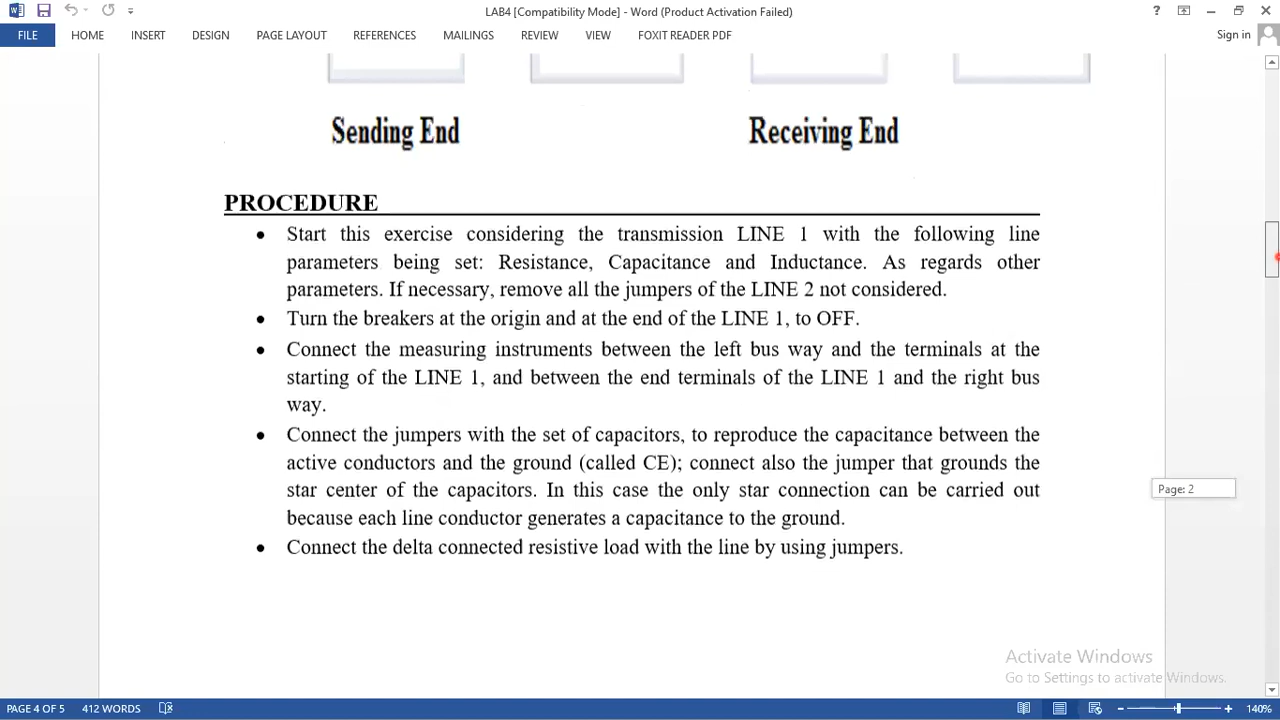 LAB4 [Compatibility Mode] - Word (Product Activation Failed)
?
FILE HOME INSERT DESIGN PAGE LAYOUT REFERENCES MAILINGS REVIEW VIEW FOXIT READER PDF Sign in
Sending End Receiving End
PROCEDURE
• Start this exercise considering the transmission LINE 1 with the following line
parameters being set: Resistance, Capacitance and Inductance. As regards other
parameters. If necessary, remove all the jumpers of the LINE 2 not considered.
• Turn the breakers at the origin and at the end of the LINE 1, to OFF.
• Connect the measuring instruments between the left bus way and the terminals at the
starting of the LINE 1, and between the end terminals of the LINE 1 and the right bus
way.
• Connect the jumpers with the set of capacitors, to reproduce the capacitance between the
active conductors and the ground (called CE); connect also the jumper that grounds the
star center of the capacitors. In this case the only star connection can be carried out
because each line conductor generates a capacitance to the ground.
• Connect the delta connected resistive load with the line by using jumpers.
Page: 2
Activate Windows
Go to Settings to activate Windows.
PAGE 4 OF 5 412 WORDS 140%